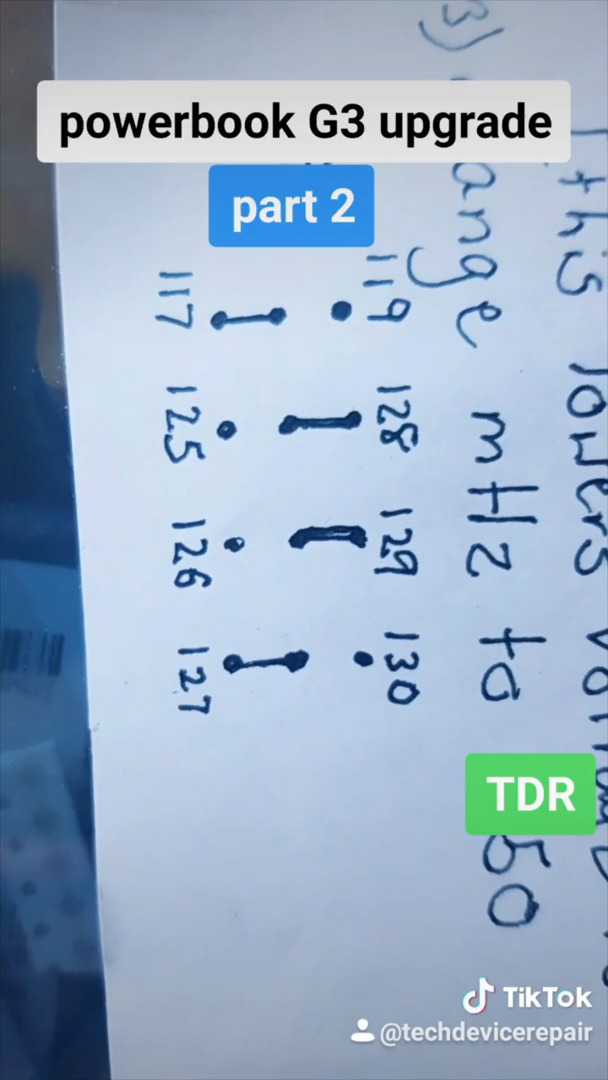 powerbook G3 upgrade
part 2
this lowers
3)
ange mHz to
50
119 128 129 130
117 125 126 127
TDR
TikTok
@techdevicerepair